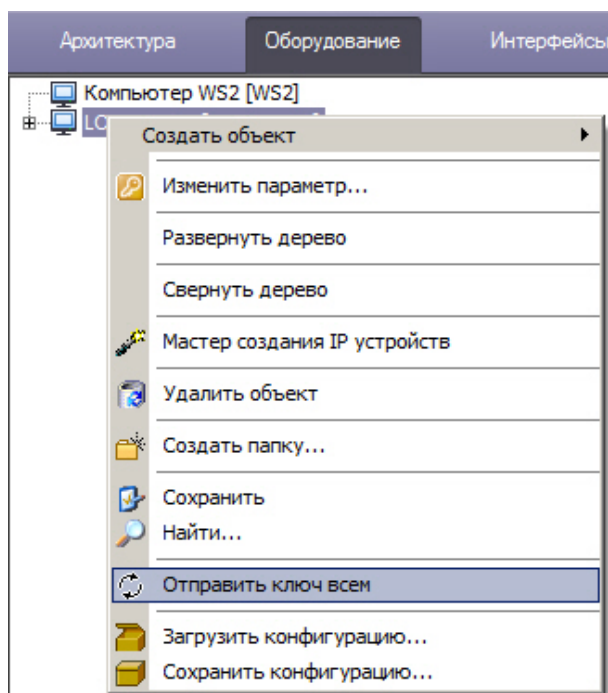 Архитектура Оборудование Интерфейсы
Компьютер WS2 [WS2]
Создать объект
Изменить параметр...
Развернуть дерево
Свернуть дерево
Мастер создания IP устройств
Удалить объект
Создать папку...
Сохранить
Найти...
Отправить ключ всем
Загрузить конфигурацию...
Сохранить конфигурацию...